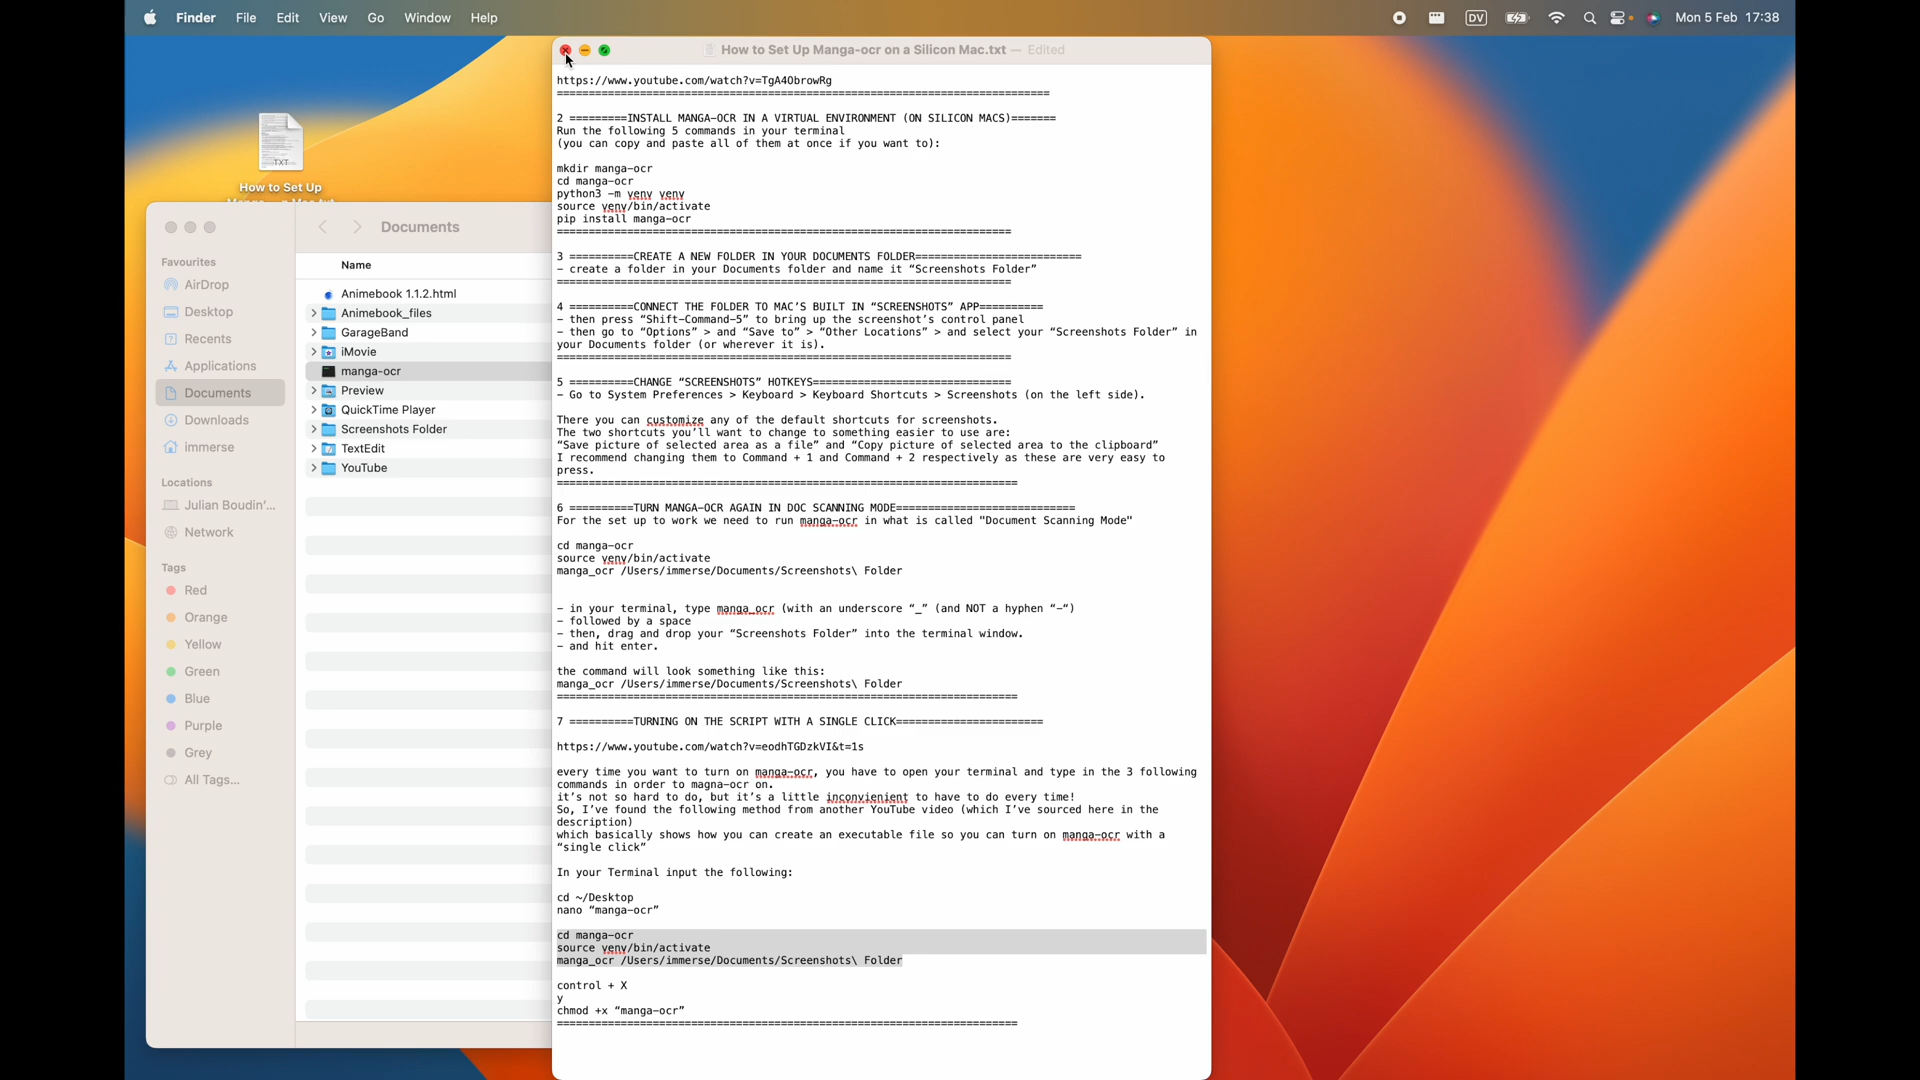 Finder File Edit View Go Window Help
DV
Mon 5 Feb 17:38
TXT
How to Set Up
Documents
Name
Favourites
AirDrop
Desktop
Recents
Applications
Documents
Downloads
immerse
Locations
Julian Boudin'...
Network
Tags
Red
Orange
Yellow
Green
Blue
Purple
Grey
All Tags...
Animebook 1.1.2.html
Animebook_files
GarageBand
iMovie
manga-ocr
Preview
QuickTime Player
Screenshots Folder
TextEdit
YouTube
How to Set Up Manga-ocr on a Silicon Mac.txt — Edited
https://www.youtube.com/watch?v=TgA4ObrowRg
=============================================================================
2 =========INSTALL MANGA-OCR IN A VIRTUAL ENVIRONMENT (ON SILICON MACS)=======
Run the following 5 commands in your terminal
(you can copy and paste all of them at once if you want to):
mkdir manga-ocr
cd manga-ocr
python3 -m venv venv
source venv/bin/activate
pip install manga-ocr
=======================================================================
3 ==========CREATE A NEW FOLDER IN YOUR DOCUMENTS FOLDER==========================
- create a folder in your Documents folder and name it “Screenshots Folder”
=======================================================================
4 ==========CONNECT THE FOLDER TO MAC’S BUILT IN “SCREENSHOTS” APP==========
- then press “Shift-Command-5” to bring up the screenshot’s control panel
- then go to “Options” > and “Save to” > “Other Locations” > and select your “Screenshots Folder” in
your Documents folder (or wherever it is).
=======================================================================
5 ==========CHANGE “SCREENSHOTS” HOTKEYS===============================
- Go to System Preferences > Keyboard > Keyboard Shortcuts > Screenshots (on the left side).
There you can customize any of the default shortcuts for screenshots.
The two shortcuts you’ll want to change to something easier to use are:
“Save picture of selected area as a file” and “Copy picture of selected area to the clipboard”
I recommend changing them to Command + 1 and Command + 2 respectively as these are very easy to
press.
========================================================================
6 ==========TURN MANGA-OCR AGAIN IN DOC SCANNING MODE============================
For the set up to work we need to run manga-ocr in what is called "Document Scanning Mode"
cd manga-ocr
source venv/bin/activate
manga_ocr /Users/immerse/Documents/Screenshots\ Folder
- in your terminal, type manga_ocr (with an underscore “_” (and NOT a hyphen “-“)
- followed by a space
- then, drag and drop your “Screenshots Folder” into the terminal window.
- and hit enter.
the command will look something like this:
manga_ocr /Users/immerse/Documents/Screenshots\ Folder
========================================================================
7 ==========TURNING ON THE SCRIPT WITH A SINGLE CLICK=======================
https://www.youtube.com/watch?v=eodhTGDzkVI&t=1s
every time you want to turn on manga-ocr, you have to open your terminal and type in the 3 following
commands in order to magna-ocr on.
it’s not so hard to do, but it’s a little inconvienient to have to do every time!
So, I’ve found the following method from another YouTube video (which I’ve sourced here in the
description)
which basically shows how you can create an executable file so you can turn on manga-ocr with a
“single click”
In your Terminal input the following:
cd ~/Desktop
nano “manga-ocr”
cd manga-ocr
source venv/bin/activate
manga_ocr /Users/immerse/Documents/Screenshots\ Folder
control + X
y
chmod +x “manga-ocr”
========================================================================